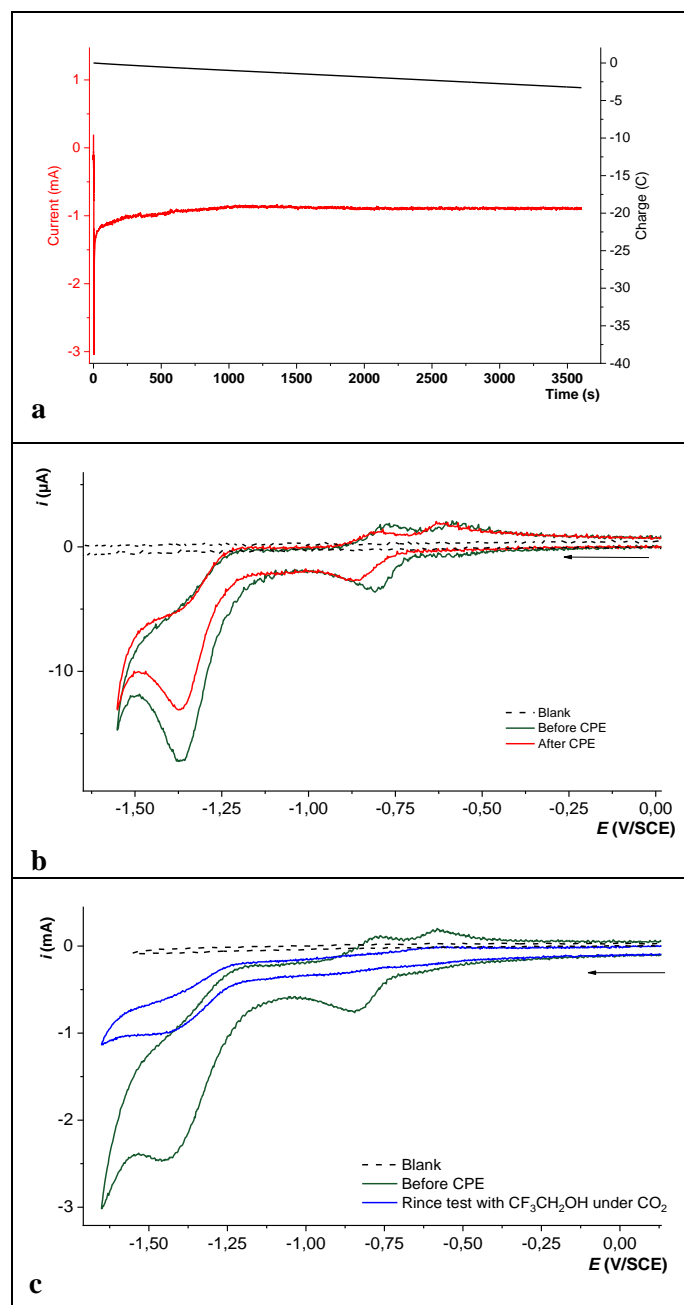 1
0
-1
-2
-3
Current (mA)
0
-5
-10
-15
-20
-25
-30
-35
-40
Charge (C)
0 500 1000 1500 2000 2500 3000 3500
Time (s)
a
i (µA)
0
-10
Blank
Before CPE
After CPE
-1,50 -1,25 -1,00 -0,75 -0,50 -0,25 0,00
E (V/SCE)
b
i (mA)
0
-1
-2
-3
Blank
Before CPE
Rince test with CF₃CH₂OH under CO₂
-1,50 -1,25 -1,00 -0,75 -0,50 -0,25 0,00
E (V/SCE)
c